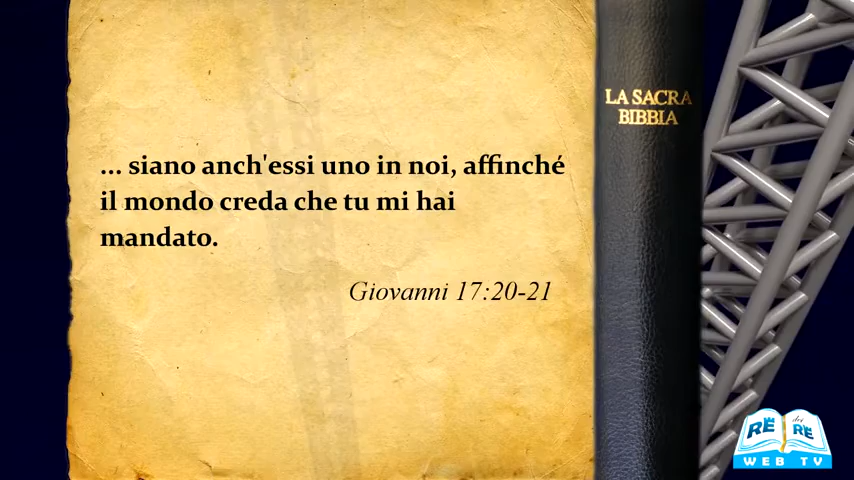 ... siano anch'essi uno in noi, affinché
il mondo creda che tu mi hai
mandato.
Giovanni 17:20-21
LA SACRA
BIBBIA
RE dei RE
WEB TV